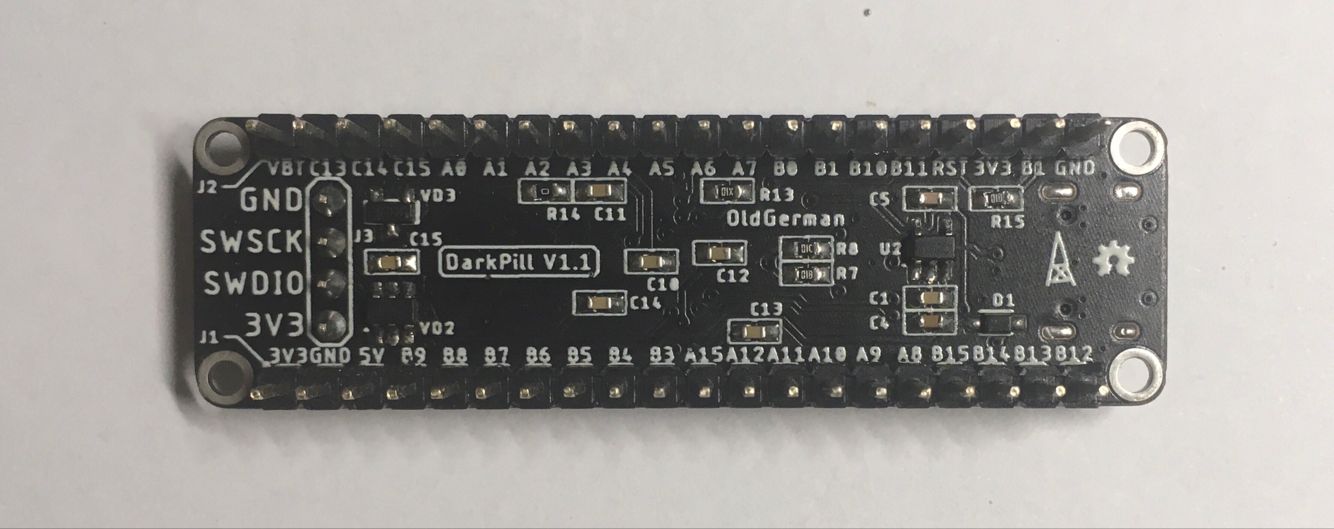 VBT C13 C14 C15 A0 A1 A2 A3 A4 A5 A6 A7 B0 B1 B10 B11 RST 3V3 B1 GND
J2
GND
VD3
R14
C11
R13
C5
R15
OldGerman
SWSCK
J3
C15
DarkPill V1.1
C10
C12
R8
U2
SWDIO
R7
C14
C1
3V3
VD2
C13
C4
D1
J1
3V3 GND 5V B9 B8 B7 B6 B5 B4 B3 A15 A12 A11 A10 A9 A8 B15 B14 B13 B12